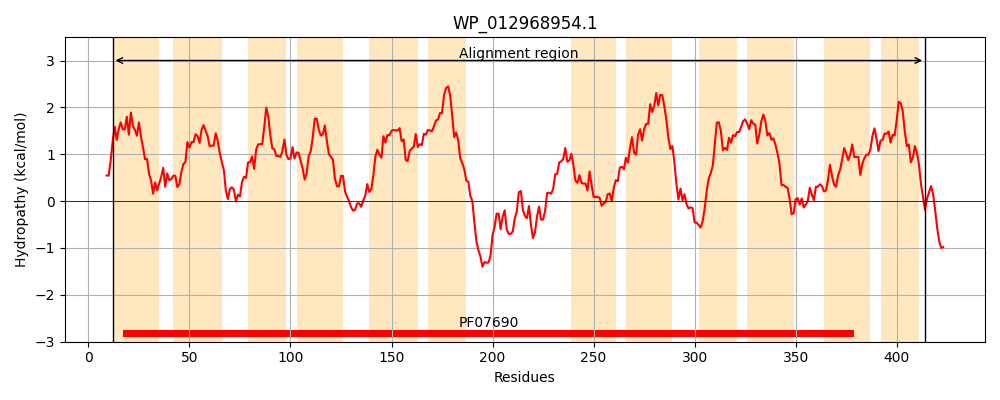 WP_012968954.1
Alignment region
3
2
1
0
−1
−2
−3
Hydropathy (kcal/mol)
PF07690
0 50 100 150 200 250 300 350 400
Residues